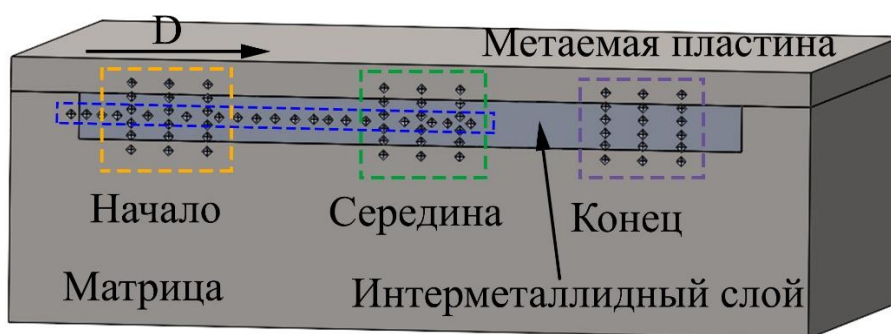 D
Метаемая пластина
Начало
Середина
Конец
Матрица
Интерметаллидный слой